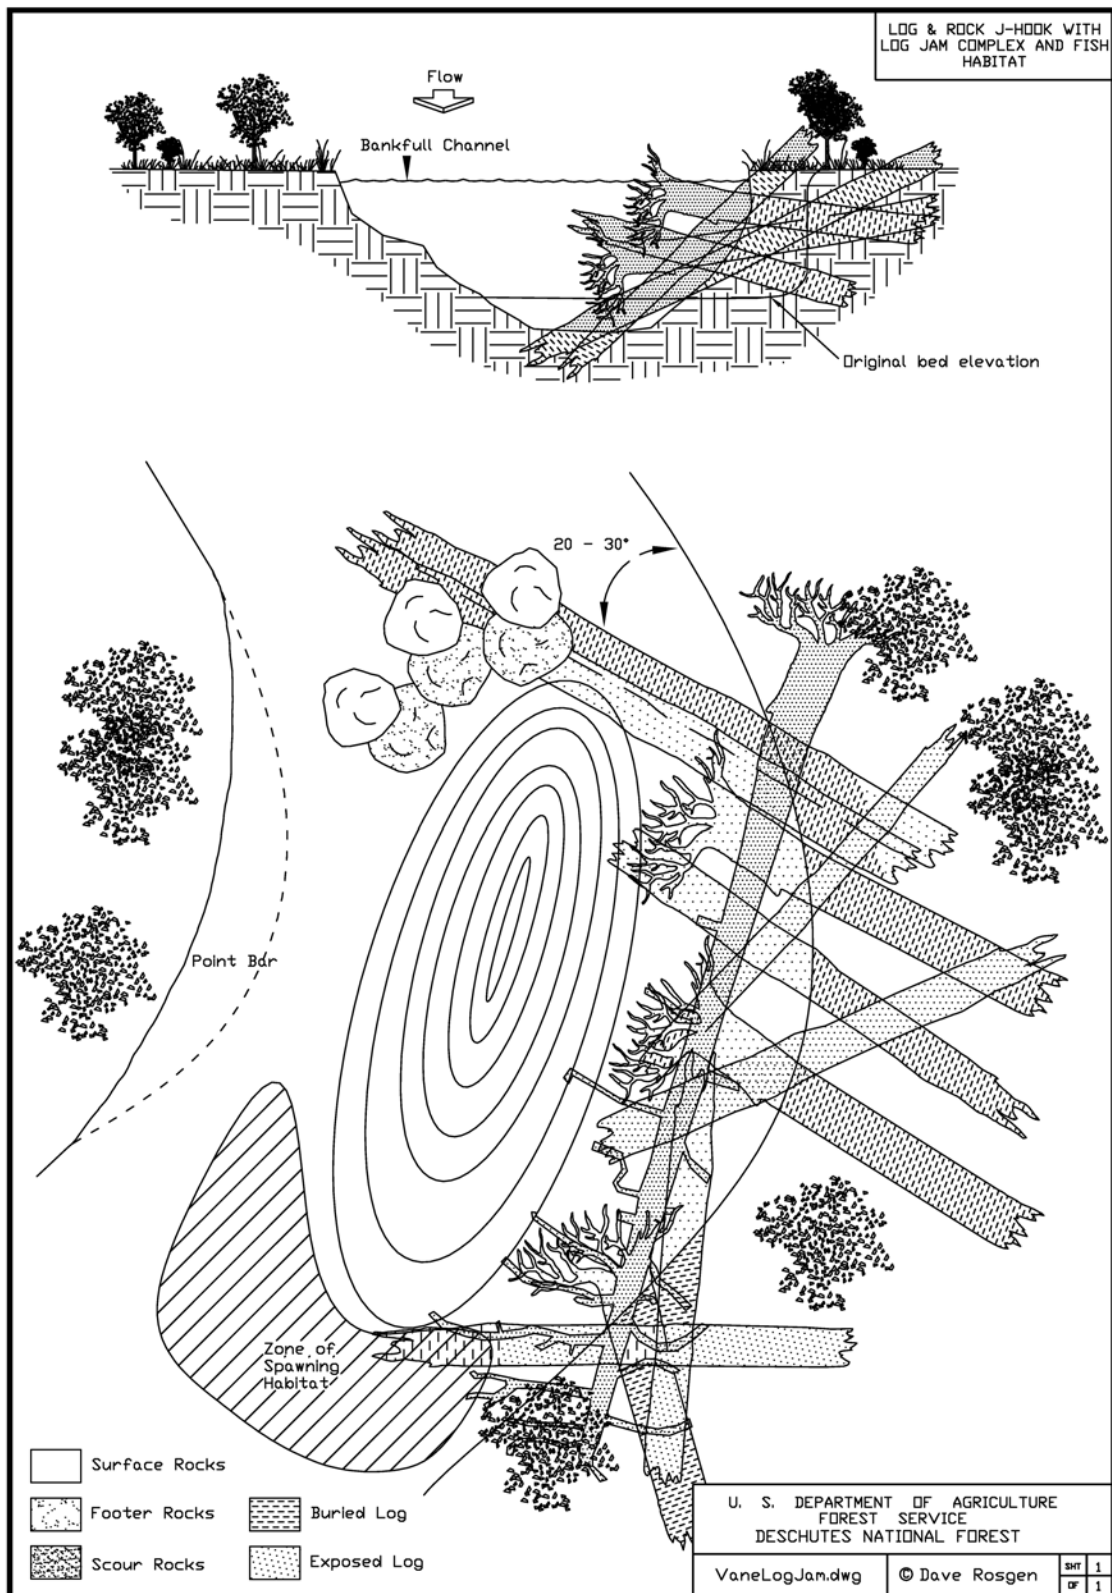 LOG & ROCK J-HOOK WITH
LOG JAM COMPLEX AND FISH
HABITAT
Flow
Bankfull Channel
Original bed elevation
20 - 30°
Point Bar
Zone of
Spawning
Habitat
Surface Rocks
Footer Rocks
Buried Log
Scour Rocks
Exposed Log
U. S. DEPARTMENT OF AGRICULTURE
FOREST SERVICE
DESCHUTES NATIONAL FOREST
VaneLogJam.dwg
© Dave Rosgen
SHT 1
OF 1